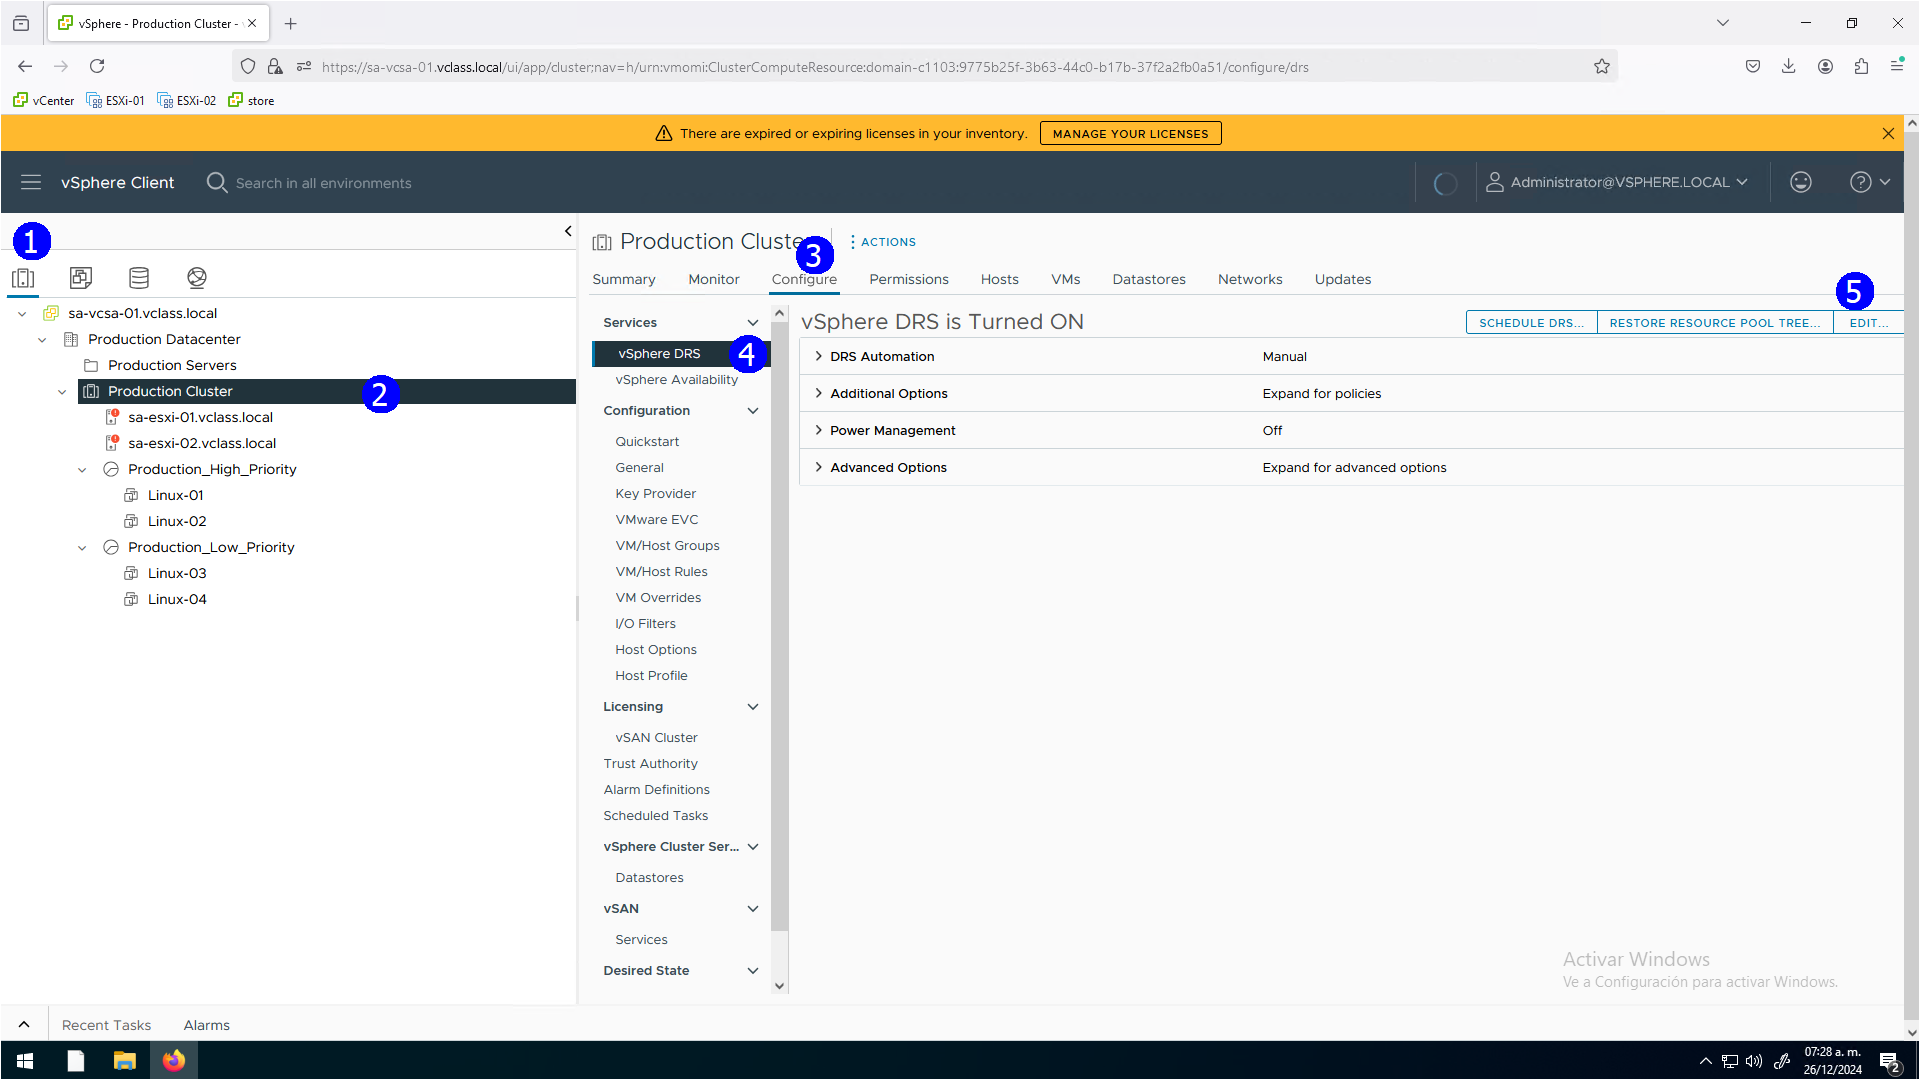 vSphere - Production Cluster -
https://sa-vcsa-01.vclass.local/ui/app/cluster;nav=h/urn:vmomi:ClusterComputeResource:domain-c1103:9775b25f-3b63-44c0-b17b-37f2a2fb0a51/configure/drs
vCenter ESXi-01 ESXi-02 store
There are expired or expiring licenses in your inventory. MANAGE YOUR LICENSES
vSphere Client Search in all environments Administrator@VSPHERE.LOCAL
1
sa-vcsa-01.vclass.local
Production Datacenter
Production Servers
Production Cluster 2
sa-esxi-01.vclass.local
sa-esxi-02.vclass.local
Production_High_Priority
Linux-01
Linux-02
Production_Low_Priority
Linux-03
Linux-04
Production Cluste ACTIONS
3
Summary Monitor Configure Permissions Hosts VMs Datastores Networks Updates
5
Services
vSphere DRS 4
vSphere Availability
Configuration
Quickstart
General
Key Provider
VMware EVC
VM/Host Groups
VM/Host Rules
VM Overrides
I/O Filters
Host Options
Host Profile
Licensing
vSAN Cluster
Trust Authority
Alarm Definitions
Scheduled Tasks
vSphere Cluster Ser...
Datastores
vSAN
Services
Desired State
vSphere DRS is Turned ON SCHEDULE DRS... RESTORE RESOURCE POOL TREE... EDIT...
DRS Automation Manual
Additional Options Expand for policies
Power Management Off
Advanced Options Expand for advanced options
Activar Windows
Ve a Configuración para activar Windows.
Recent Tasks Alarms
07:28 a. m.
26/12/2024
2